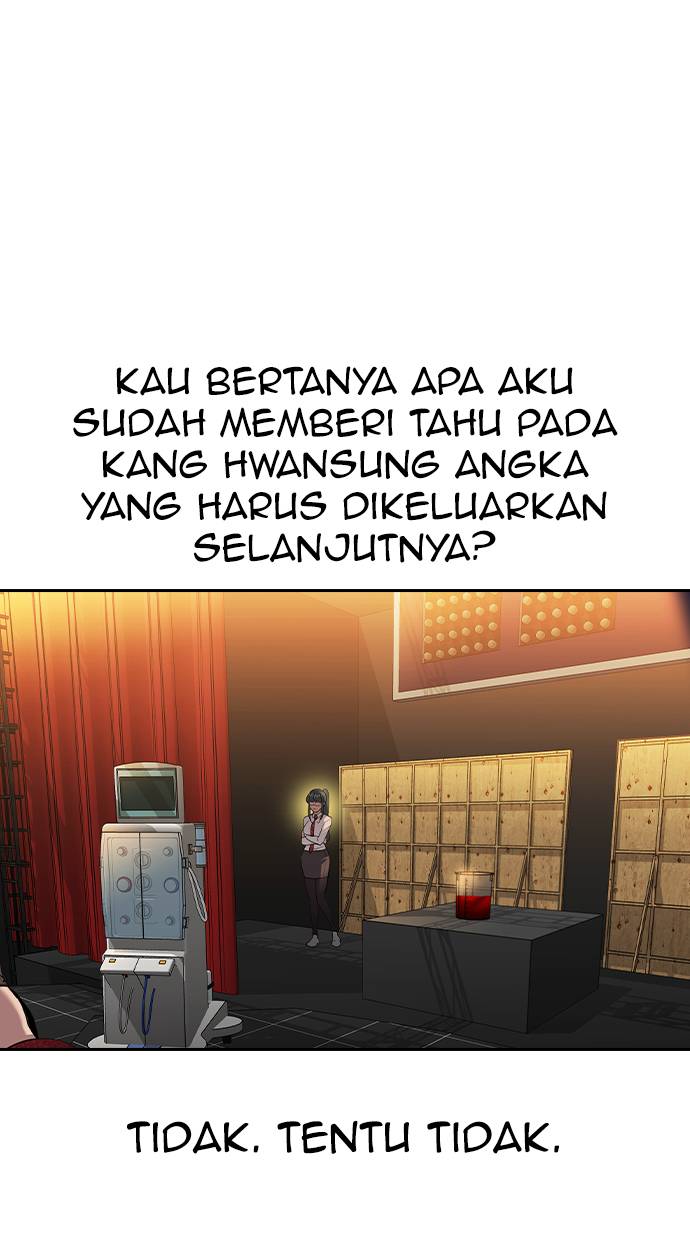 KAU BERTANYA APA AKU
SUDAH MEMBERI TAHU PADA
KANG HWANSUNG ANGKA
YANG HARUS DIKELUARKAN
SELANJUTNYA?
TIDAK. TENTU TIDAK.